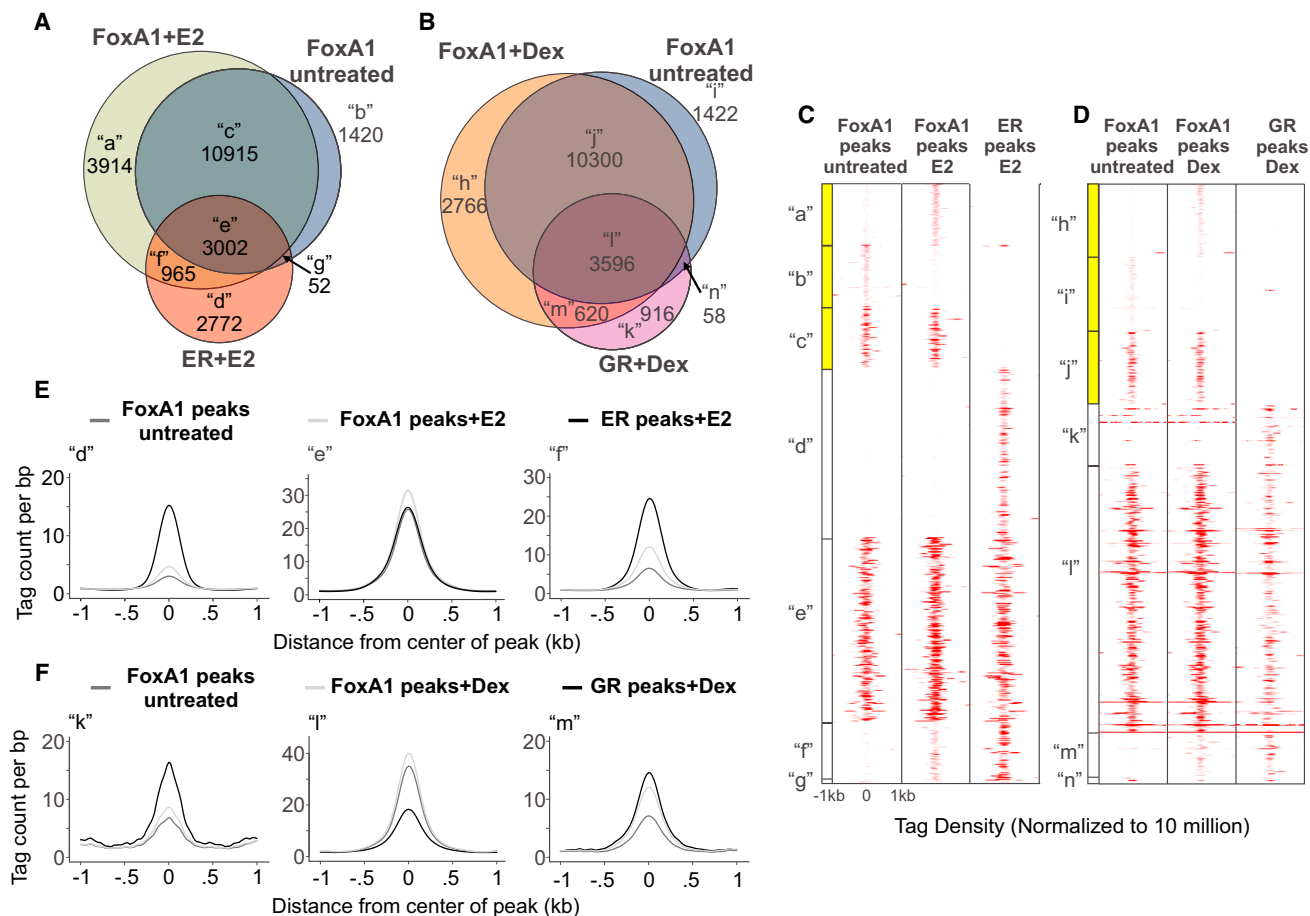 A
FoxA1+E2
FoxA1
untreated
“a”
3914
“b”
1420
“c”
10915
“e”
3002
“f”
965
“g”
52
“d”
2772
ER+E2
B
FoxA1+Dex
FoxA1
untreated
“i”
1422
“j”
10300
“h”
2766
“l”
3596
“n”
58
“m”
620
916
“k”
GR+Dex
C
FoxA1
peaks
untreated
FoxA1
peaks
E2
ER
peaks
E2
“a”
“b”
“c”
“d”
“e”
“f”
“g”
-1kb
0
1kb
D
FoxA1
peaks
untreated
FoxA1
peaks
Dex
GR
peaks
Dex
“h”
“i”
“j”
“k”
“l”
“m”
“n”
Tag Density (Normalized to 10 million)
E
FoxA1 peaks
untreated
FoxA1 peaks+E2
ER peaks+E2
Tag count per bp
“d”
20
10
0
-1 -.5 0 .5 1
“e”
30
20
10
0
-1 -.5 0 .5 1
“f”
30
20
10
0
-1 -.5 0 .5 1
Distance from center of peak (kb)
F
FoxA1 peaks
untreated
FoxA1 peaks+Dex
GR peaks+Dex
Tag count per bp
“k”
20
10
0
-1 -.5 0 .5 1
“l”
40
20
0
-1 -.5 0 .5 1
“m”
20
10
0
-1 -.5 0 .5 1
Distance from center of peak (kb)